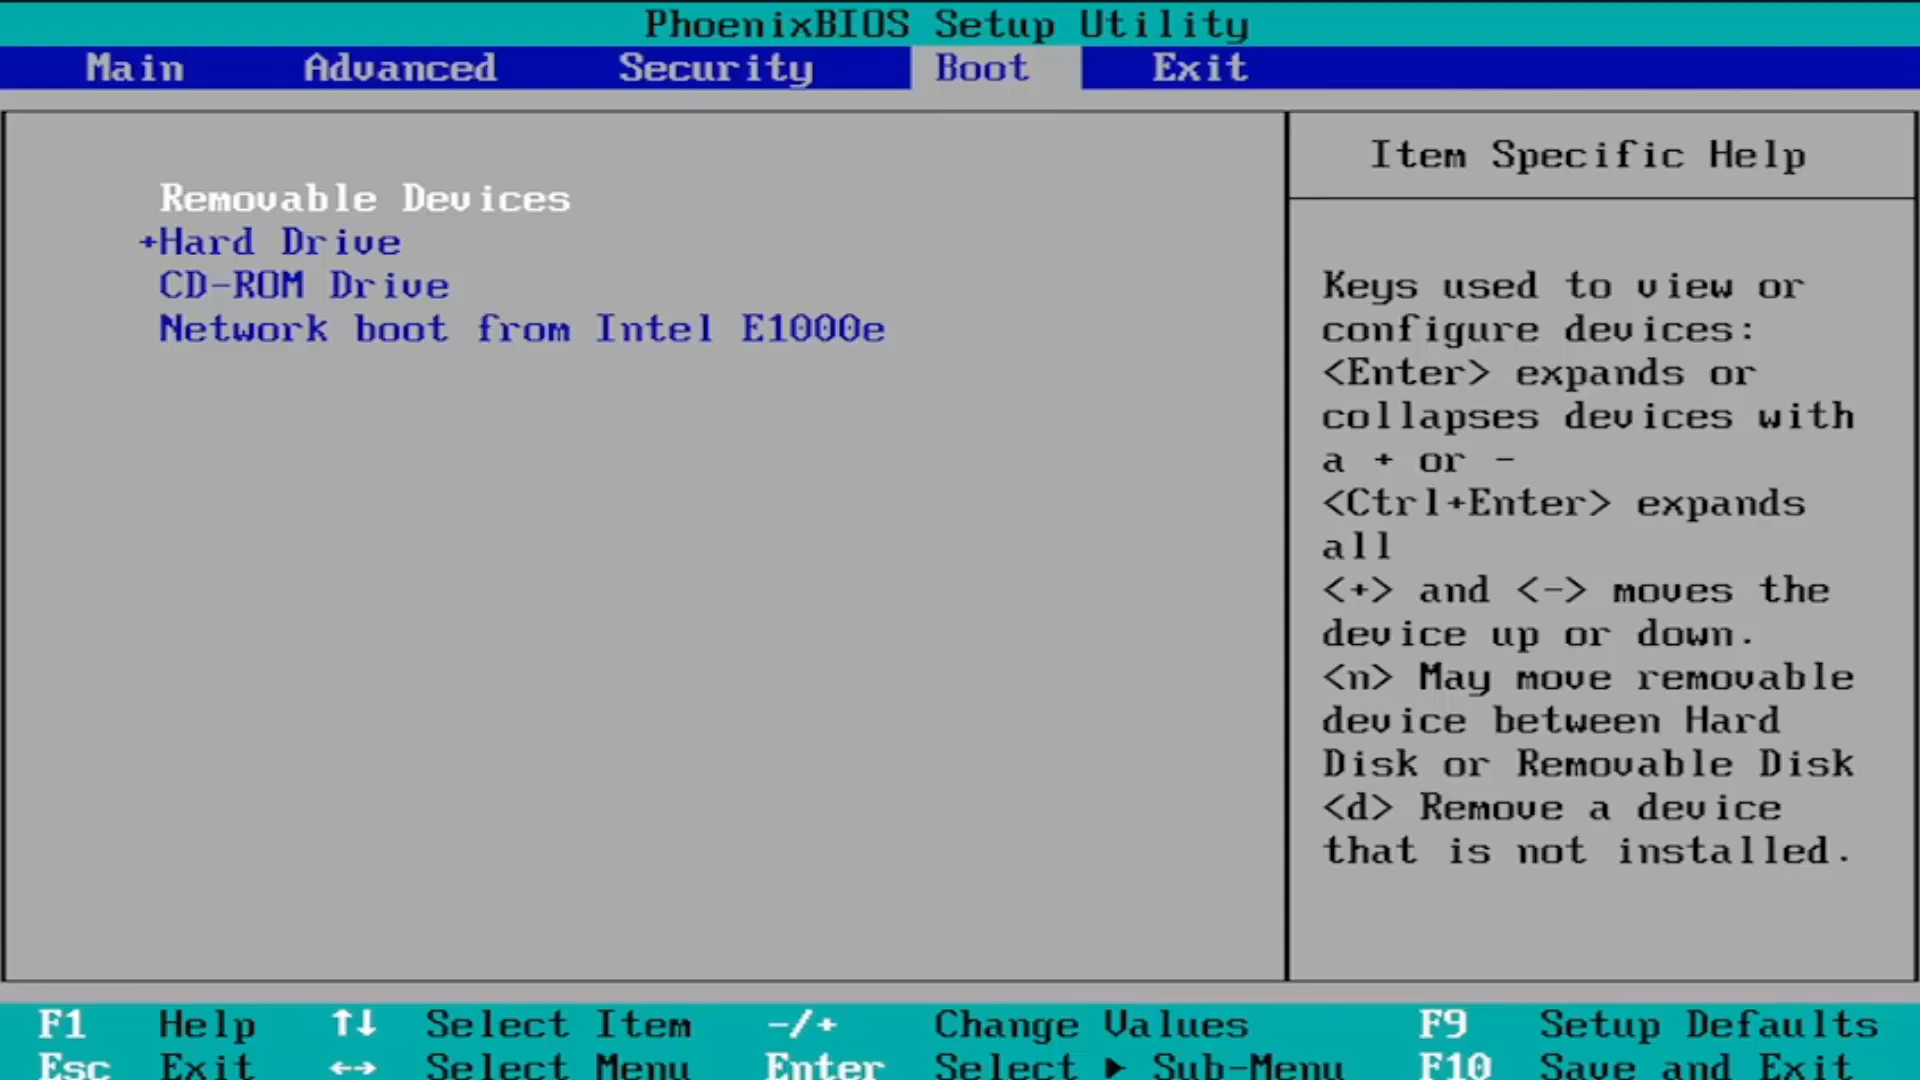 PhoenixBIOS Setup Utility
Main Advanced Security Boot Exit
Removable Devices
+Hard Drive
CD-ROM Drive
Network boot from Intel E1000e
Item Specific Help
Keys used to view or
configure devices:
<Enter> expands or
collapses devices with
a + or -
<Ctrl+Enter> expands
all
<+> and <-> moves the
device up or down.
<n> May move removable
device between Hard
Disk or Removable Disk
<d> Remove a device
that is not installed.
F1 Help ↑↓ Select Item -/+ Change Values F9 Setup Defaults
Esc Exit ↔ Select Menu Enter Select ▶ Sub-Menu F10 Save and Exit